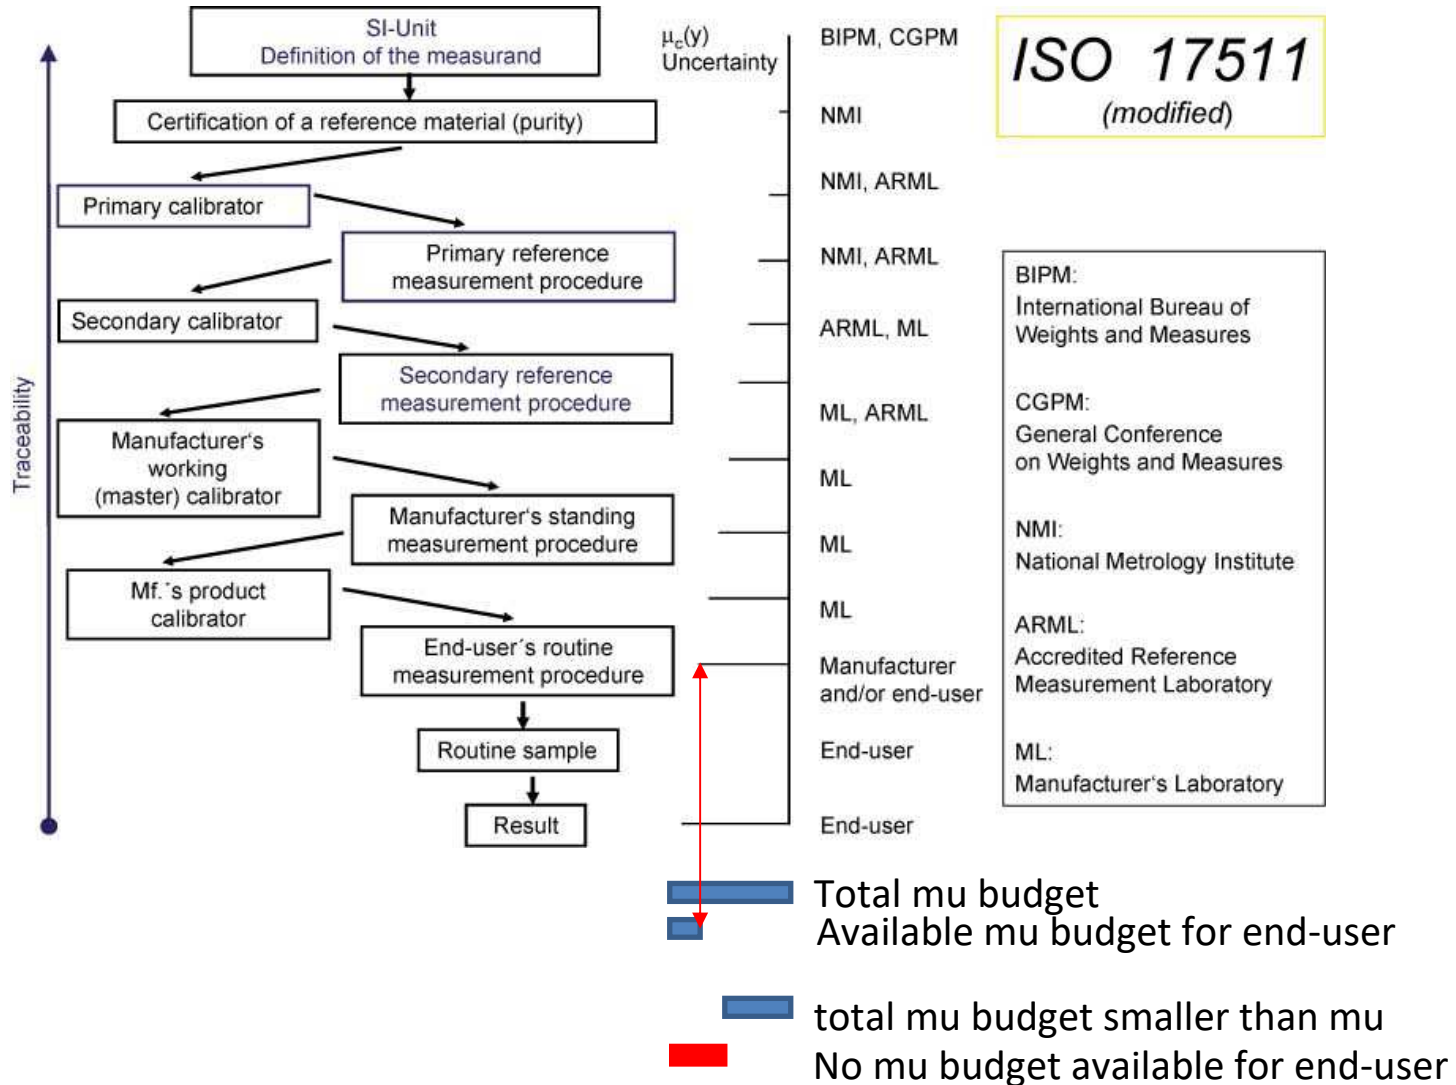 SI-Unit
Definition of the measurand
Certification of a reference material (purity)
Primary calibrator
Primary reference
measurement procedure
Secondary calibrator
Secondary reference
measurement procedure
Manufacturer‘s
working
(master) calibrator
Manufacturer‘s standing
measurement procedure
Mf.´s product
calibrator
End-user´s routine
measurement procedure
Routine sample
Result
Traceability
μc(y)
Uncertainty
BIPM, CGPM
NMI
NMI, ARML
NMI, ARML
ARML, ML
ML, ARML
ML
ML
ML
Manufacturer
and/or end-user
End-user
End-user
ISO 17511
(modified)
BIPM:
International Bureau of
Weights and Measures
CGPM:
General Conference
on Weights and Measures
NMI:
National Metrology Institute
ARML:
Accredited Reference
Measurement Laboratory
ML:
Manufacturer‘s Laboratory
Total mu budget
Available mu budget for end-user
total mu budget smaller than mu
No mu budget available for end-user